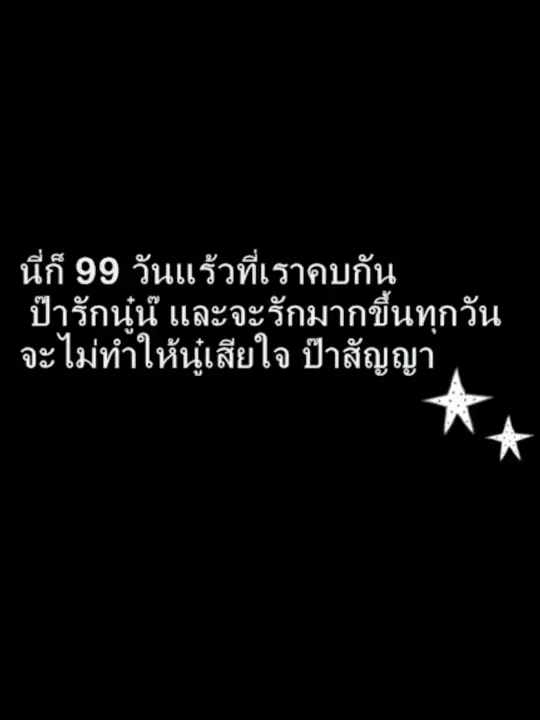 นี่ก็ 99 วันแร้วที่เราคบกัน
ป๊ารักนู๋น๊ และจะรักมากขึ้นทุกวัน
จะไม่ทำให้นู๋เสียใจ ป๊าสัญญา